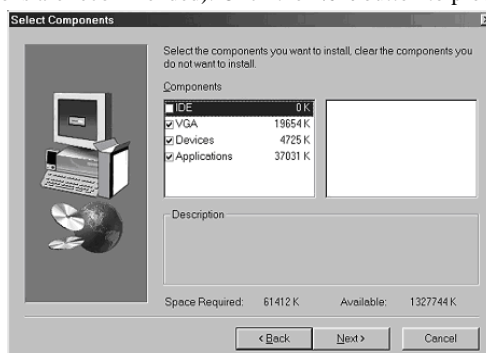 Select Components
Select the components you want to install, clear the components you
do not want to install.
Components
IDE 0 K
VGA 19654 K
Devices 4725 K
Applications 37031 K
Description
Space Required: 61412 K Available: 1327744 K
< Back Next > Cancel